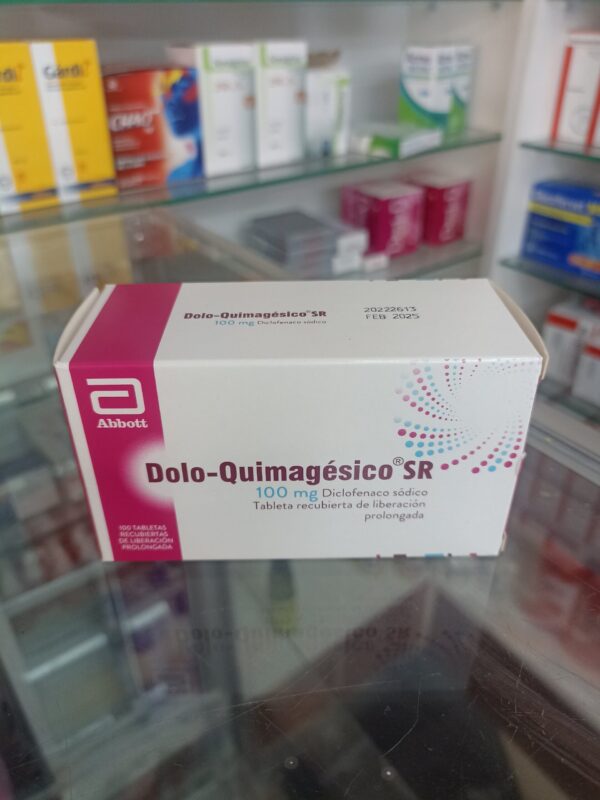 Dolo-Quimagésico® SR
100 mg Diclofenaco sódico
20222613
FEB 2025
Abbott
Dolo-Quimagésico® SR
100 mg Diclofenaco sódico
Tableta recubierta de liberación
prolongada
100 TABLETAS
RECUBIERTAS
DE LIBERACIÓN
PROLONGADA